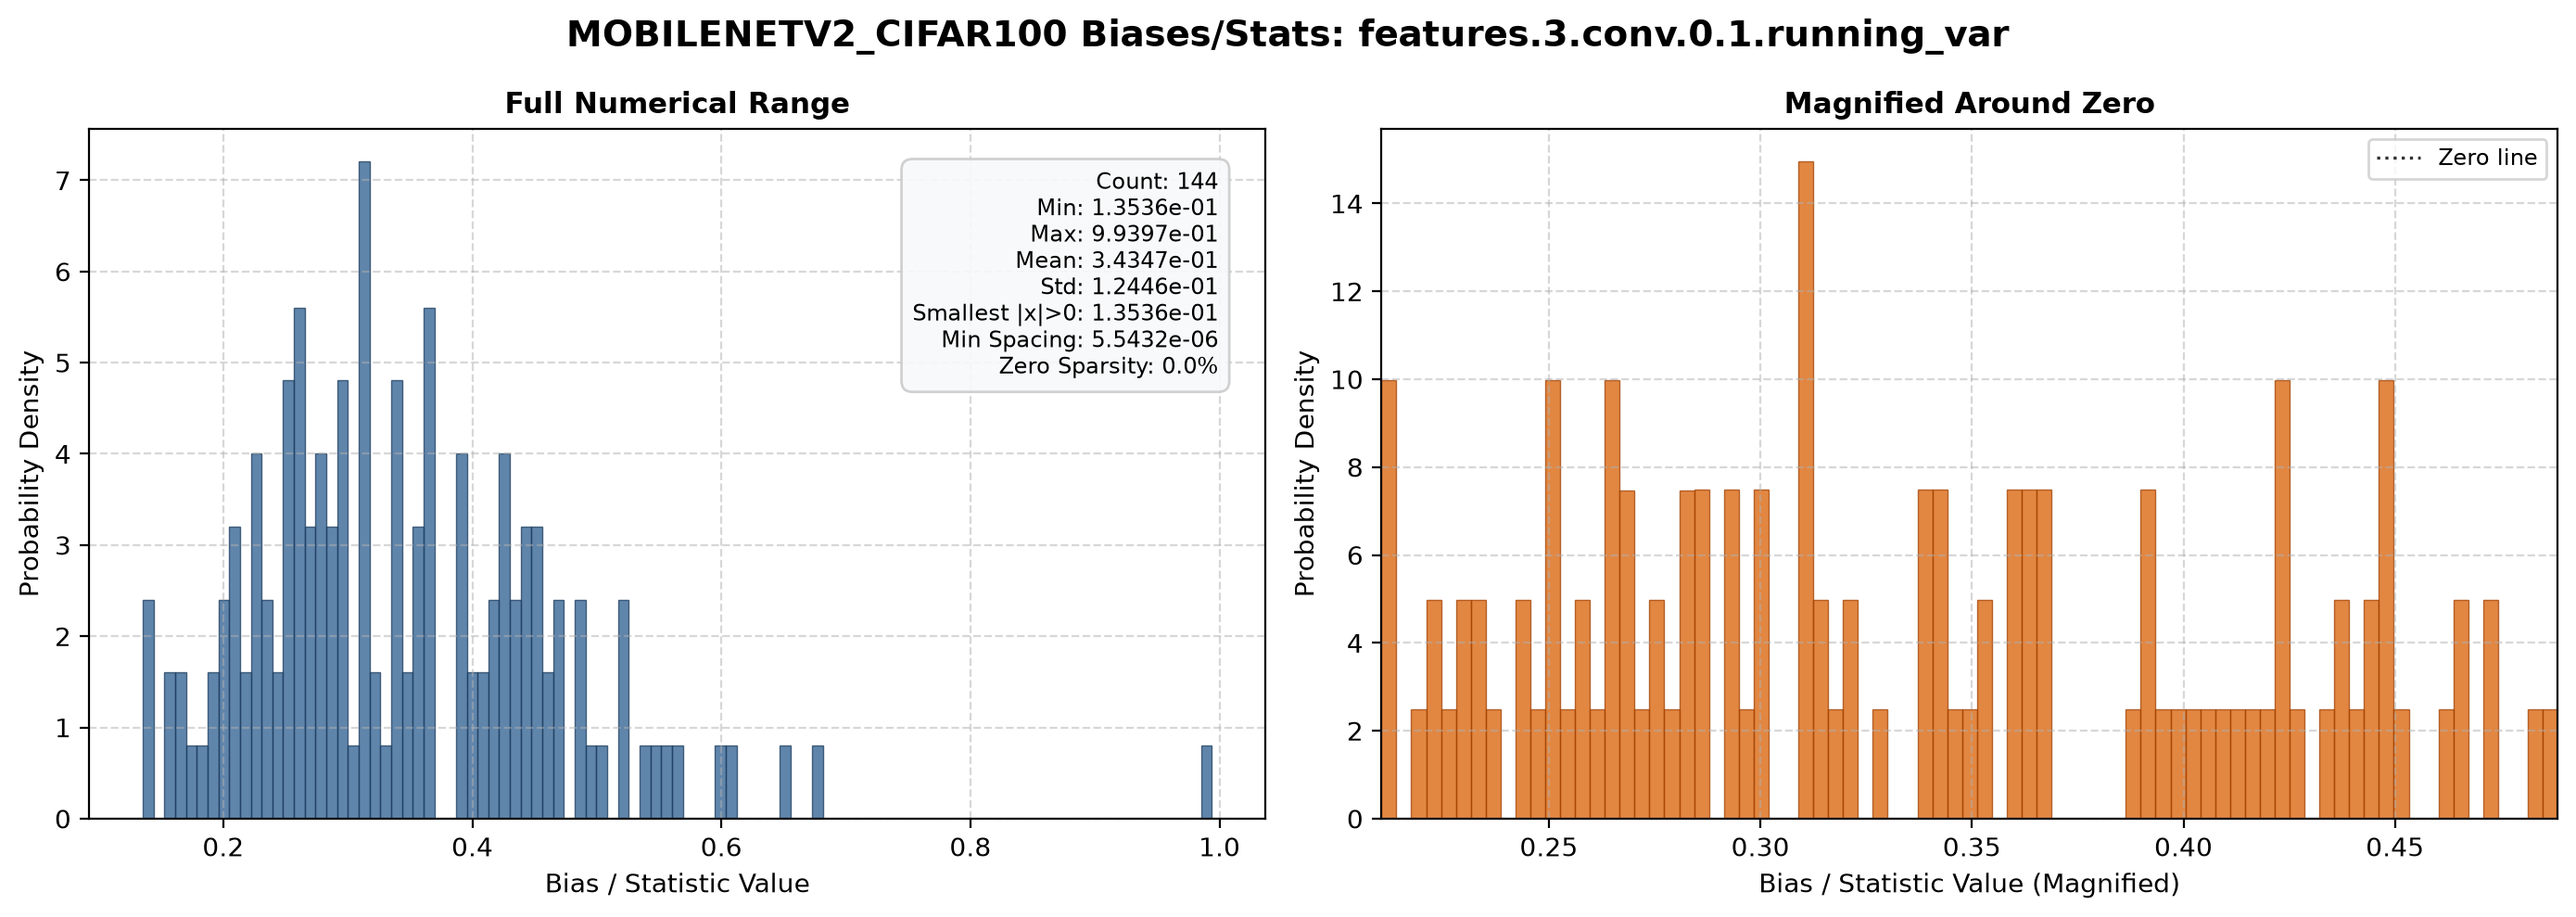 MOBILENETV2_CIFAR100 Biases/Stats: features.3.conv.0.1.running_var
Full Numerical Range
Probability Density
7
6
5
4
3
2
1
0
Count: 144
Min: 1.3536e-01
Max: 9.9397e-01
Mean: 3.4347e-01
Std: 1.2446e-01
Smallest |x|>0: 1.3536e-01
Min Spacing: 5.5432e-06
Zero Sparsity: 0.0%
0.2 0.4 0.6 0.8 1.0
Bias / Statistic Value
Magnified Around Zero
Probability Density
14
12
10
8
6
4
2
0
Zero line
0.25 0.30 0.35 0.40 0.45
Bias / Statistic Value (Magnified)